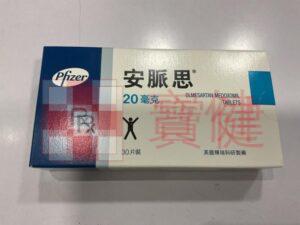 Pfizer
安脈思®
20毫克
OLMESARTAN MEDOXOMIL
TABLETS
寶健
30片裝
美國輝瑞科研製藥